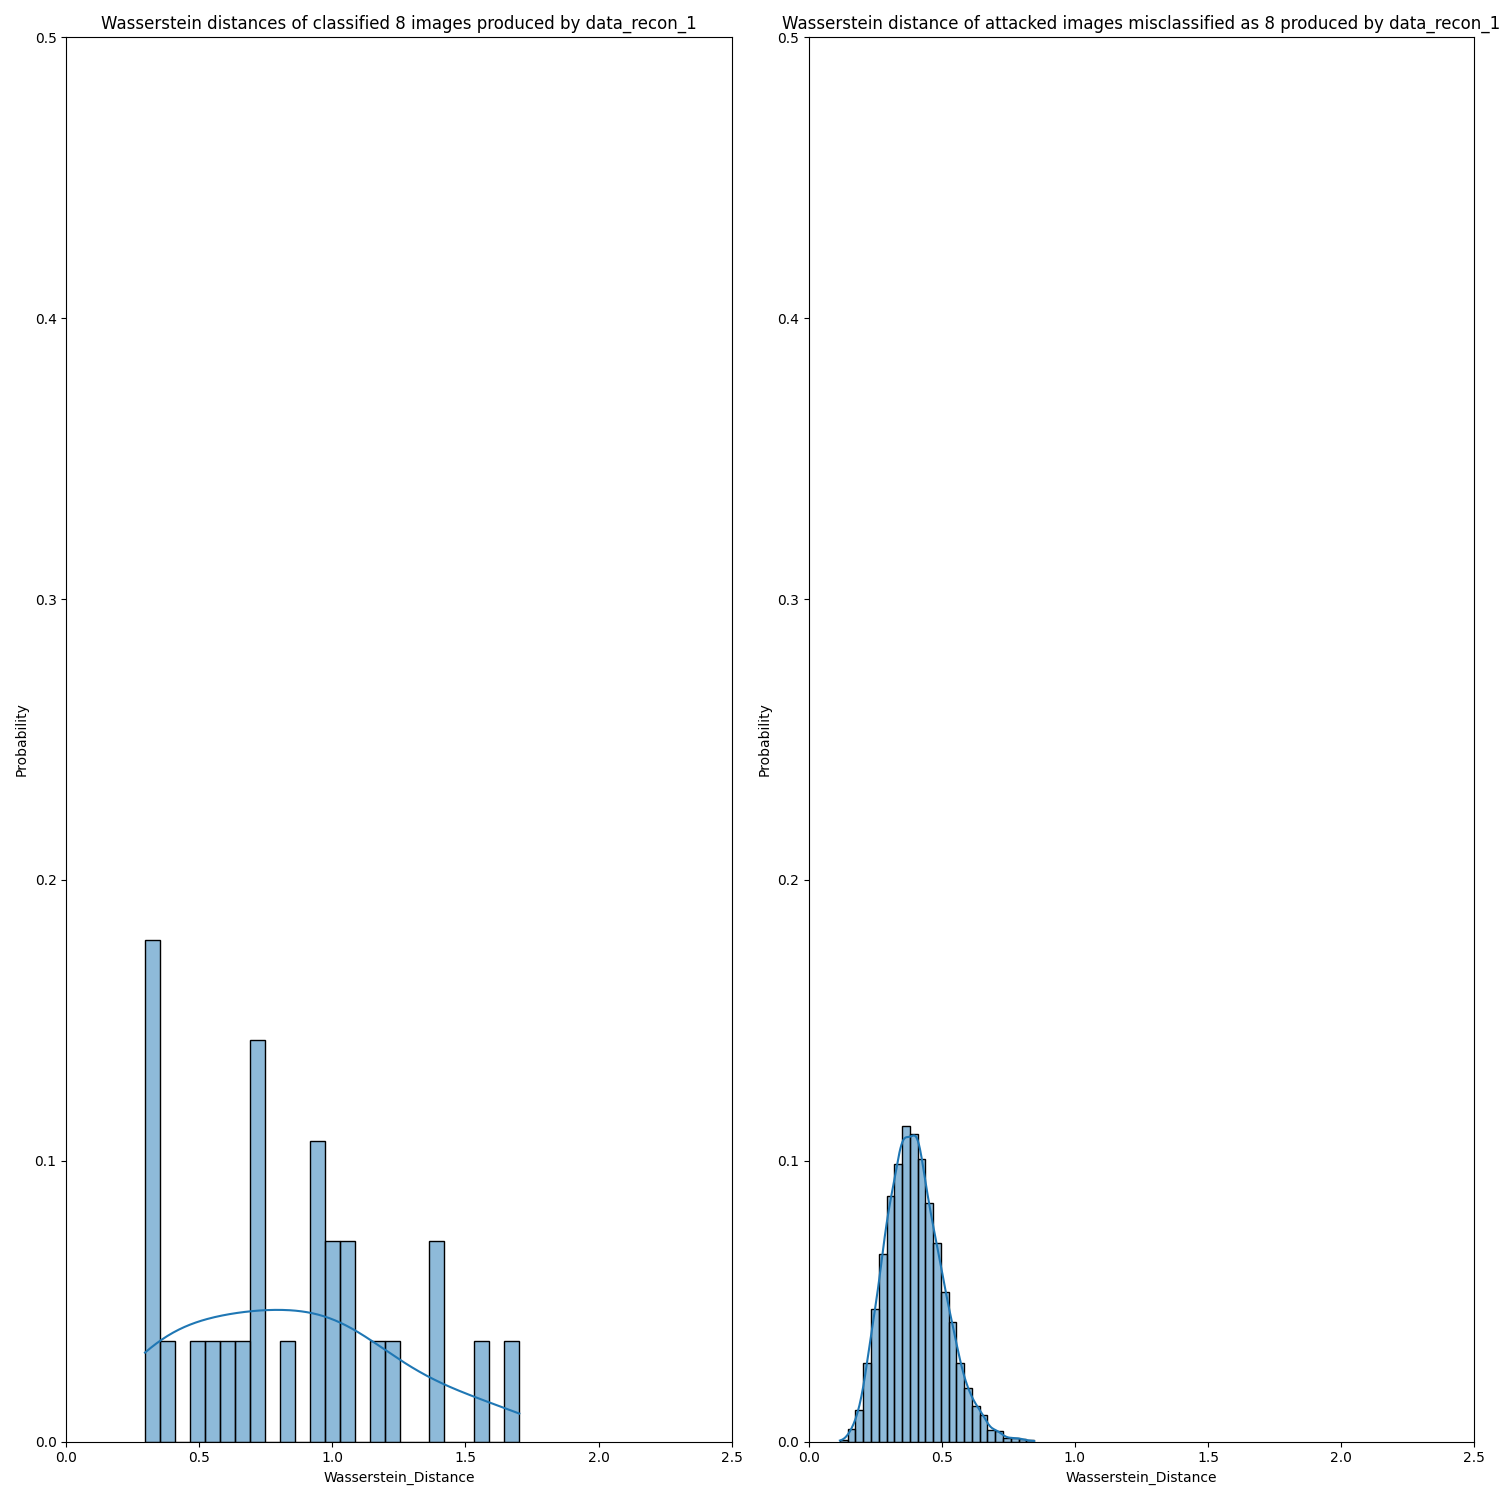 Wasserstein distances of classified 8 images produced by data_recon_1
0.5
0.4
0.3
0.2
0.1
0.0
Probability
0.0 0.5 1.0 1.5 2.0 2.5
Wasserstein_Distance
Wasserstein distance of attacked images misclassified as 8 produced by data_recon_1
0.5
0.4
0.3
0.2
0.1
0.0
Probability
0.0 0.5 1.0 1.5 2.0 2.5
Wasserstein_Distance